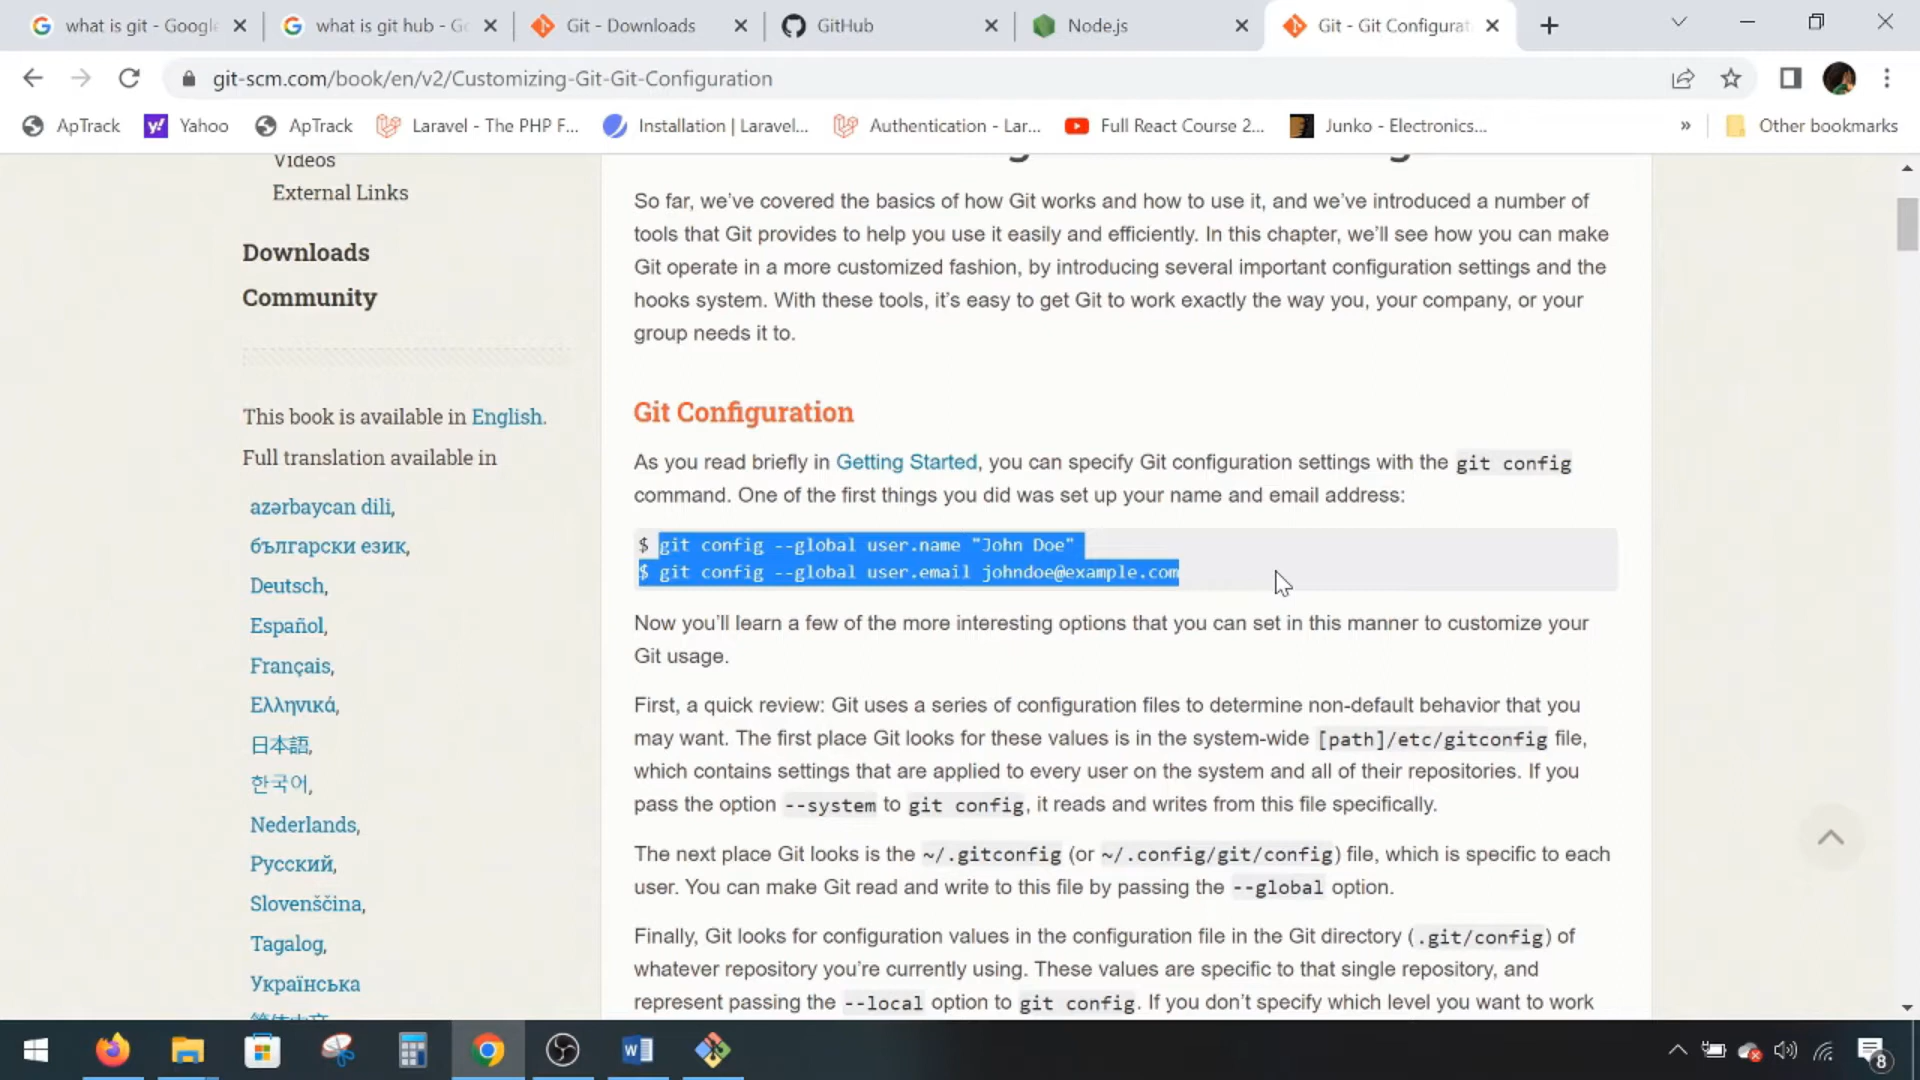 what is git - Google
what is git hub - Go
Git - Downloads
GitHub
Node.js
Git - Git Configurat
git-scm.com/book/en/v2/Customizing-Git-Git-Configuration
ApTrack
Yahoo
ApTrack
Laravel - The PHP F...
Installation | Laravel...
Authentication - Lar...
Full React Course 2...
Junko - Electronics...
»
Other bookmarks
Videos
External Links
Downloads
Community
This book is available in English.
Full translation available in
azərbaycan dili,
български език,
Deutsch,
Español,
Français,
Ελληνικά,
日本語,
한국어,
Nederlands,
Русский,
Slovenščina,
Tagalog,
Українська
简体中文
So far, we’ve covered the basics of how Git works and how to use it, and we’ve introduced a number of
tools that Git provides to help you use it easily and efficiently. In this chapter, we’ll see how you can make
Git operate in a more customized fashion, by introducing several important configuration settings and the
hooks system. With these tools, it’s easy to get Git to work exactly the way you, your company, or your
group needs it to.
Git Configuration
As you read briefly in Getting Started, you can specify Git configuration settings with the git config
command. One of the first things you did was set up your name and email address:
$ git config --global user.name "John Doe"
$ git config --global user.email johndoe@example.com
Now you’ll learn a few of the more interesting options that you can set in this manner to customize your
Git usage.
First, a quick review: Git uses a series of configuration files to determine non-default behavior that you
may want. The first place Git looks for these values is in the system-wide [path]/etc/gitconfig file,
which contains settings that are applied to every user on the system and all of their repositories. If you
pass the option --system to git config, it reads and writes from this file specifically.
The next place Git looks is the ~/.gitconfig (or ~/.config/git/config) file, which is specific to each
user. You can make Git read and write to this file by passing the --global option.
Finally, Git looks for configuration values in the configuration file in the Git directory (.git/config) of
whatever repository you’re currently using. These values are specific to that single repository, and
represent passing the --local option to git config. If you don’t specify which level you want to work
8